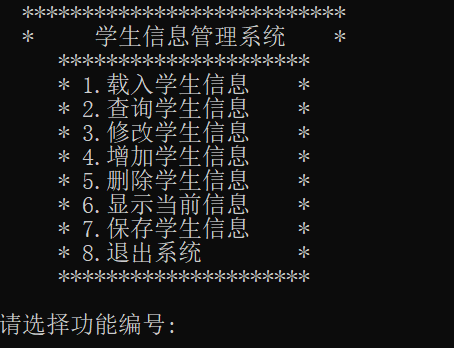 ***************************
* 学生信息管理系统 *
*********************
* 1.载入学生信息 *
* 2.查询学生信息 *
* 3.修改学生信息 *
* 4.增加学生信息 *
* 5.删除学生信息 *
* 6.显示当前信息 *
* 7.保存学生信息 *
* 8.退出系统 *
*********************
请选择功能编号: